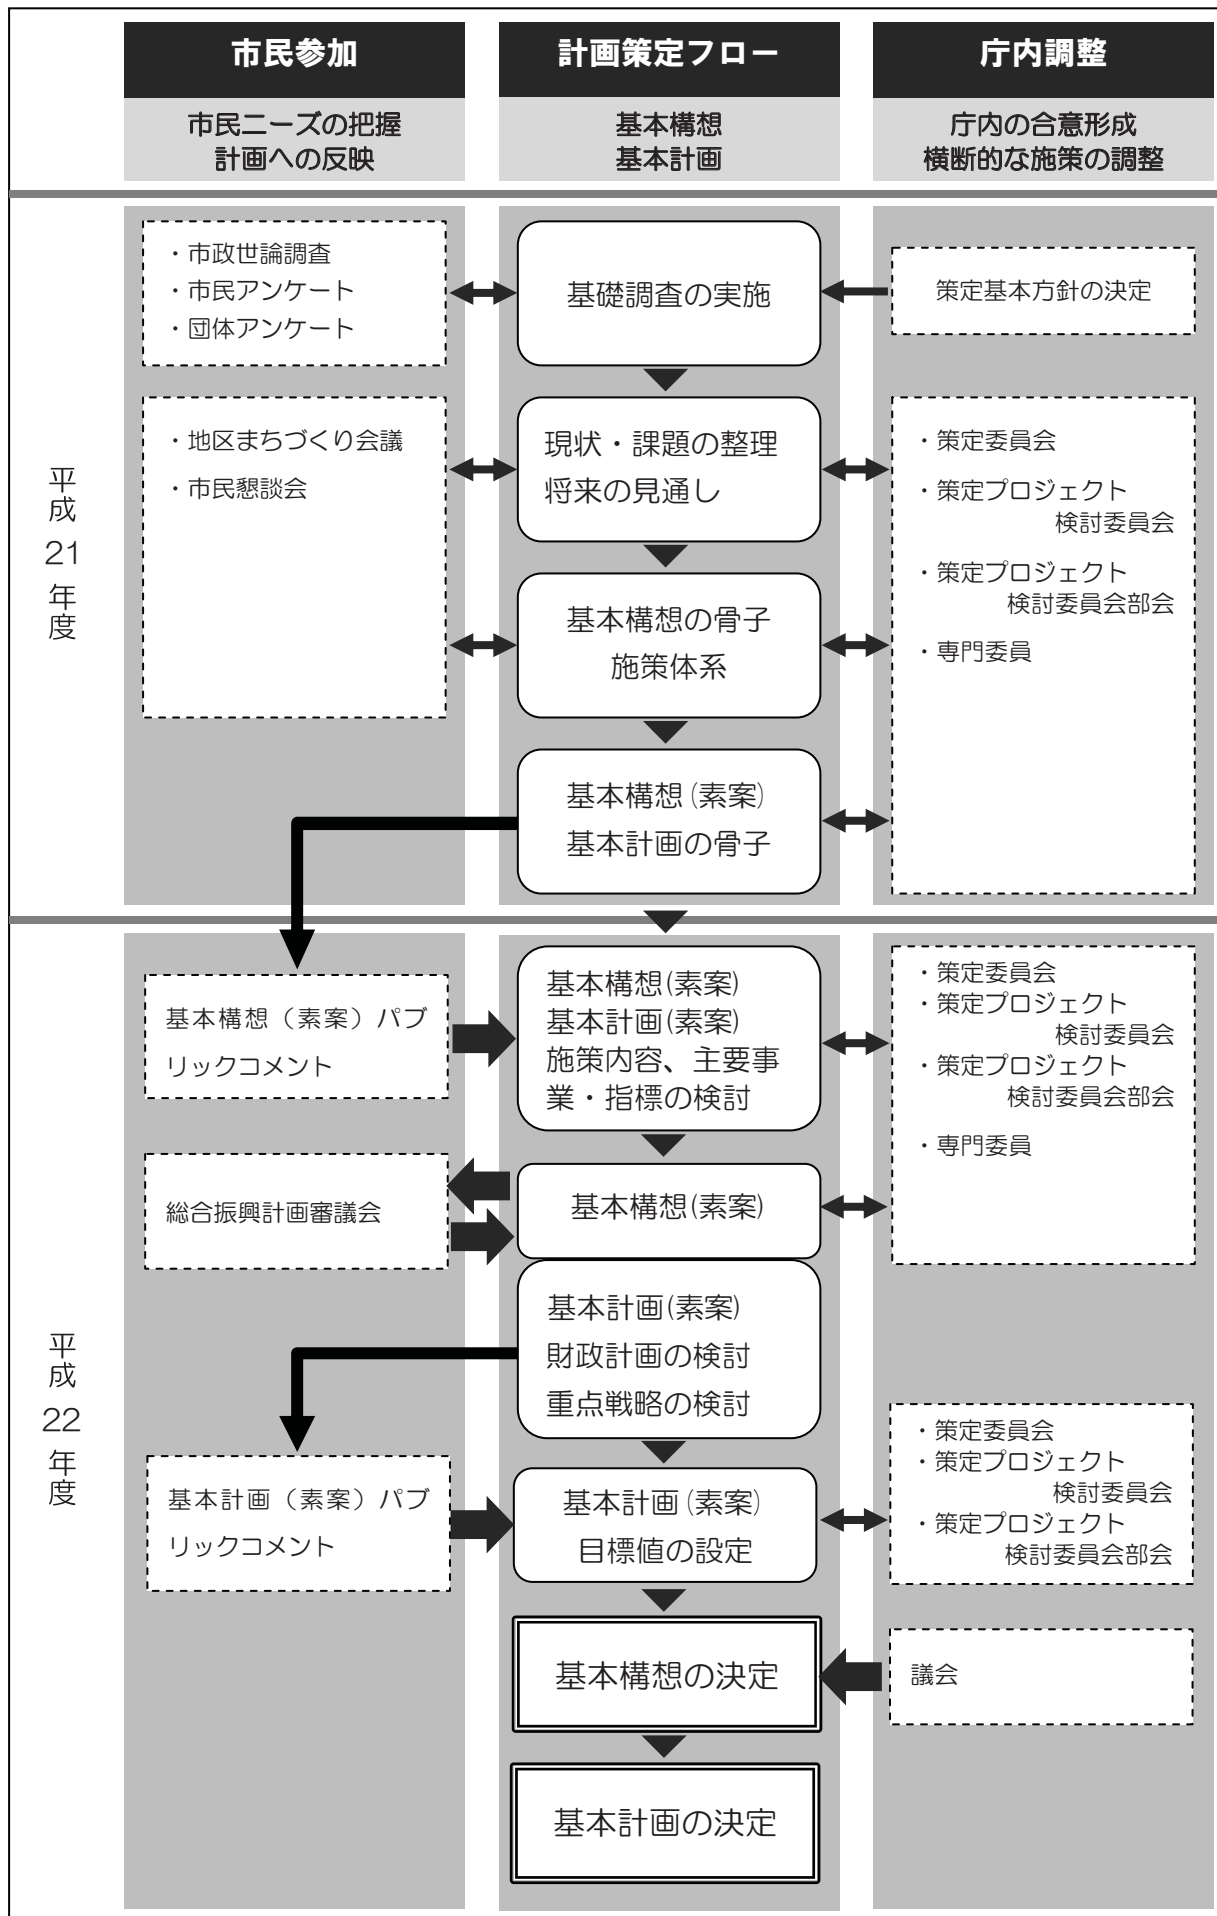 市民参加
計画策定フロー
庁内調整
市民ニーズの把握
計画への反映
基本構想
基本計画
庁内の合意形成
横断的な施策の調整
平成21年度
・市政世論調査
・市民アンケート
・団体アンケート
基礎調査の実施
策定基本方針の決定
・地区まちづくり会議
・市民懇談会
現状・課題の整理
将来の見通し
・策定委員会
・策定プロジェクト
検討委員会
・策定プロジェクト
検討委員会部会
・専門委員
基本構想の骨子
施策体系
基本構想(素案)
基本計画の骨子
平成22年度
基本構想（素案）パブ
リックコメント
基本構想(素案)
基本計画(素案)
施策内容、主要事
業・指標の検討
・策定委員会
・策定プロジェクト
検討委員会
・策定プロジェクト
検討委員会部会
・専門委員
総合振興計画審議会
基本構想(素案)
基本計画(素案)
財政計画の検討
重点戦略の検討
基本計画（素案）パブ
リックコメント
基本計画(素案)
目標値の設定
・策定委員会
・策定プロジェクト
検討委員会
・策定プロジェクト
検討委員会部会
基本構想の決定
議会
基本計画の決定